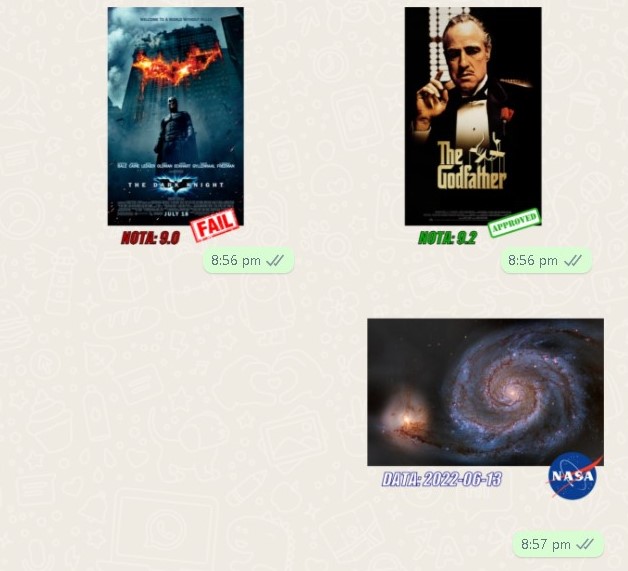 THE DARK KNIGHT
JULY 18
NOTA: 9.0
FAIL
8:56 pm
The
Godfather
NOTA: 9.2
APPROVED
8:56 pm
DATA: 2022-06-13
NASA
8:57 pm